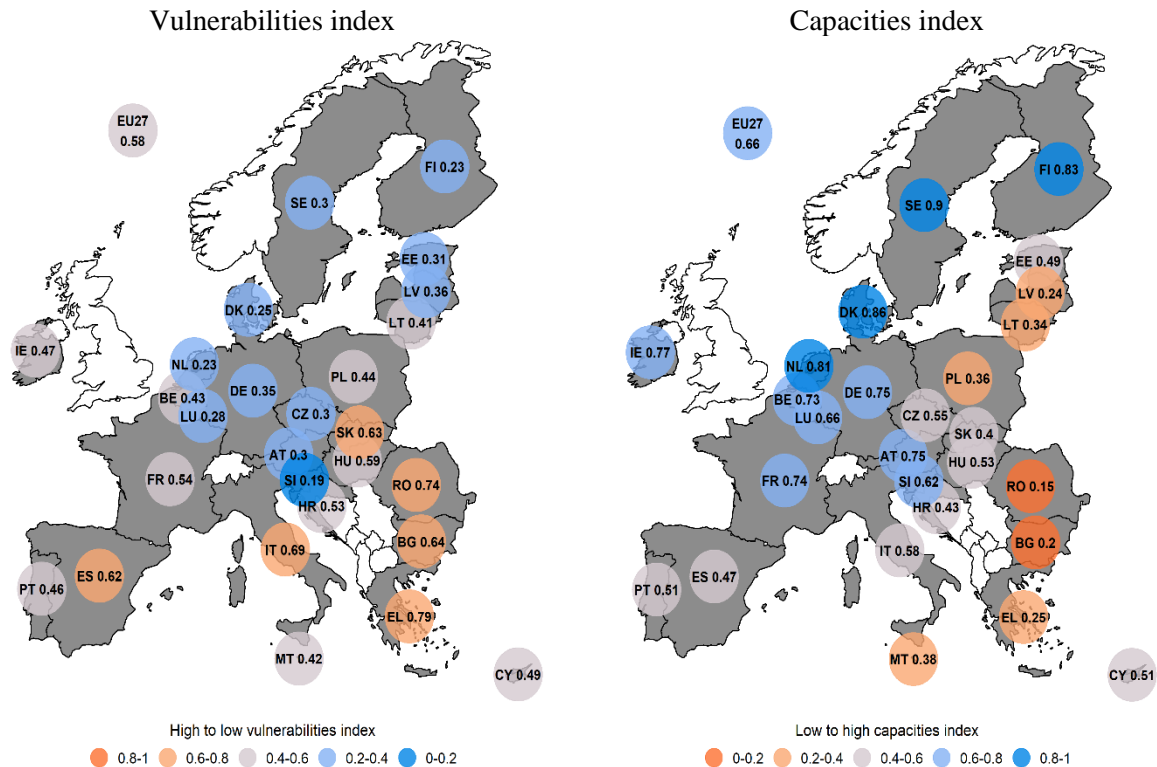 Vulnerabilities index
EU27
0.58
FI 0.23
SE 0.3
EE 0.31
LV 0.36
DK 0.25
LT 0.41
IE 0.47
NL 0.23
PL 0.44
DE 0.35
BE 0.43
LU 0.28
CZ 0.3
SK 0.63
AT 0.3
HU 0.59
FR 0.54
SI 0.19
RO 0.74
HR 0.53
IT 0.69
BG 0.64
ES 0.62
PT 0.46
EL 0.79
MT 0.42
CY 0.49
High to low vulnerabilities index
0.8-1 0.6-0.8 0.4-0.6 0.2-0.4 0-0.2
Capacities index
EU27
0.66
FI 0.83
SE 0.9
EE 0.49
LV 0.24
DK 0.86
LT 0.34
IE 0.77
NL 0.81
PL 0.36
DE 0.75
BE 0.73
LU 0.66
CZ 0.55
SK 0.4
AT 0.75
HU 0.53
FR 0.74
SI 0.62
RO 0.15
HR 0.43
BG 0.2
IT 0.58
ES 0.47
PT 0.51
EL 0.25
MT 0.38
CY 0.51
Low to high capacities index
0-0.2 0.2-0.4 0.4-0.6 0.6-0.8 0.8-1